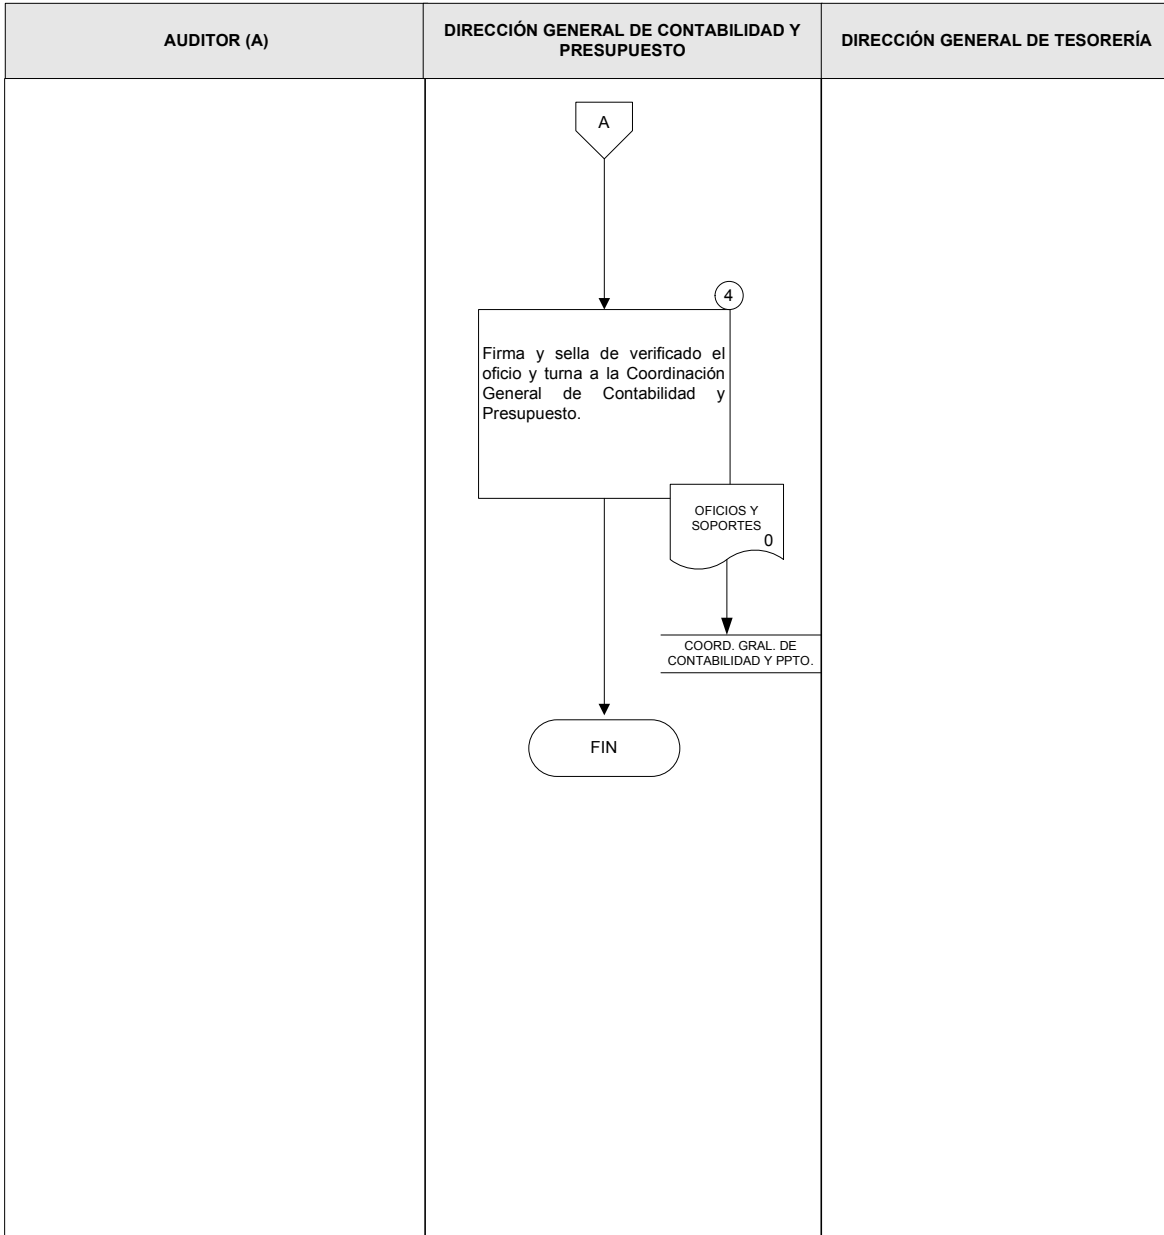 AUDITOR (A)
DIRECCIÓN GENERAL DE CONTABILIDAD Y
PRESUPUESTO
DIRECCIÓN GENERAL DE TESORERÍA
A
4
Firma y sella de verificado el
oficio y turna a la Coordinación
General de Contabilidad y
Presupuesto.
OFICIOS Y
SOPORTES
0
COORD. GRAL. DE
CONTABILIDAD Y PPTO.
FIN